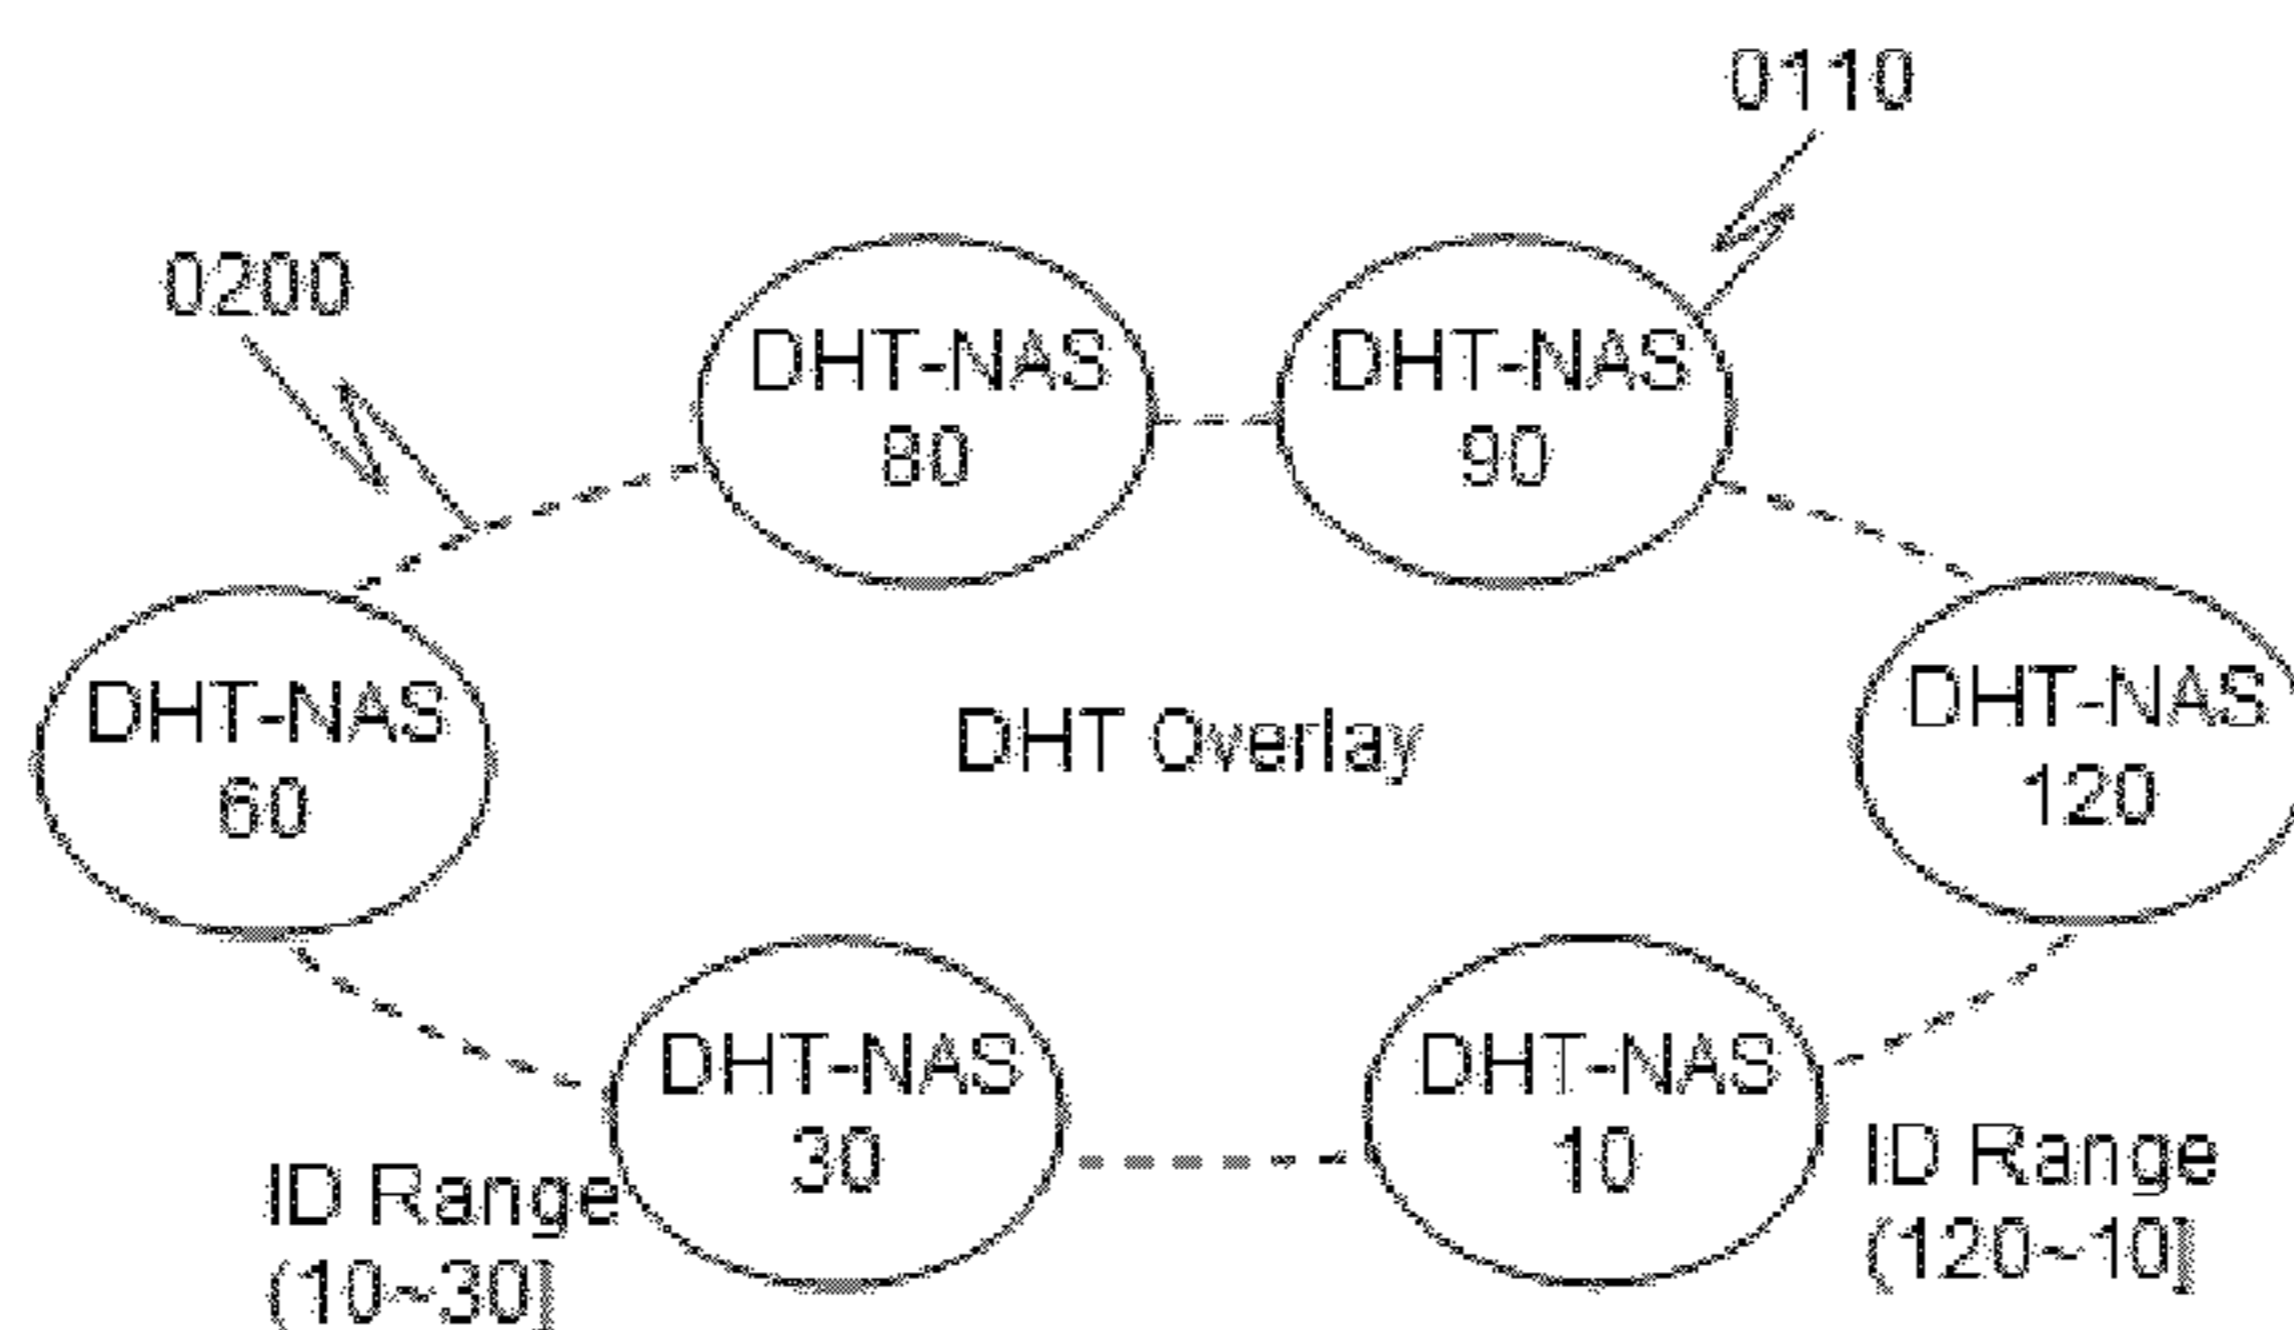 0110
0200
DHT-NAS
80
DHT-NAS
90
DHT-NAS
60
DHT Overlay
DHT-NAS
120
DHT-NAS
30
DHT-NAS
10
ID Range
(10~30]
ID Range
(120~10]